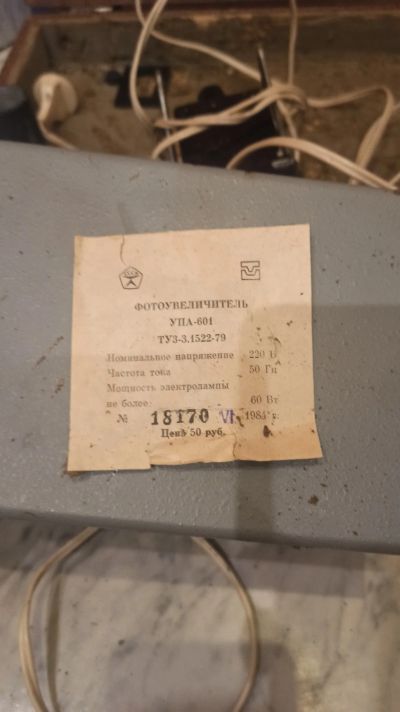 ФОТОУВЕЛИЧИТЕЛЬ
УПА-601
ТУ3-3.1522-79
Номинальное напряжение 220 В
Частота тока 50 Гц
Мощность электролампы
не более 60 Вт
№ 18170 VI 1984 г.
Цена 50 руб.